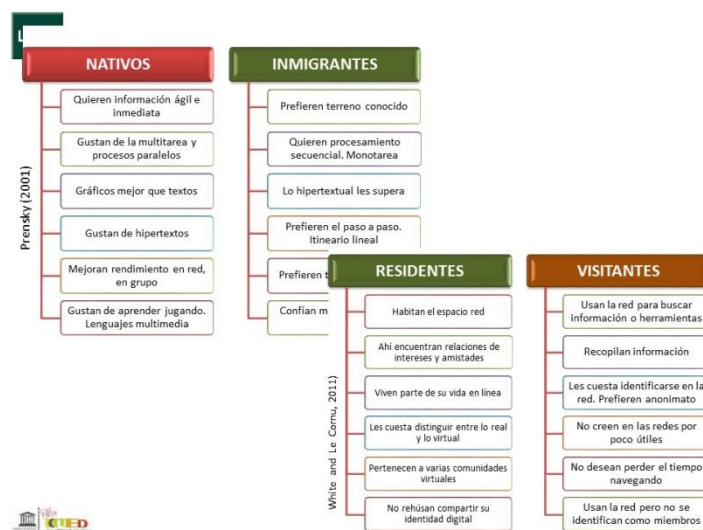 NATIVOS
Quieren información ágil e
inmediata
Gustan de la multitarea y
procesos paralelos
Gráficos mejor que textos
Gustan de hipertextos
Mejoran rendimiento en red,
en grupo
Gustan de aprender jugando.
Lenguajes multimedia
Prensky (2001)
INMIGRANTES
Prefieren terreno conocido
Quieren procesamiento
secuencial. Monotarea
Lo hipertextual les supera
Prefieren el paso a paso.
Itineario lineal
Prefieren
Confían
RESIDENTES
Habitan el espacio red
Ahí encuentran relaciones de
intereses y amistades
Viven parte de su vida en línea
Les cuesta distinguir entre lo real
y lo virtual
Pertenecen a varias comunidades
virtuales
No rehúsan compartir su
identidad digital
White and Le Cornu, 2011)
VISITANTES
Usan la red para buscar
información o herramientas
Recopilan información
Les cuesta identificarse en la
red. Prefieren anonimato
No creen en las redes por
poco útiles
No desean perder el tiempo
navegando
Usan la red pero no se
identifican como miembros